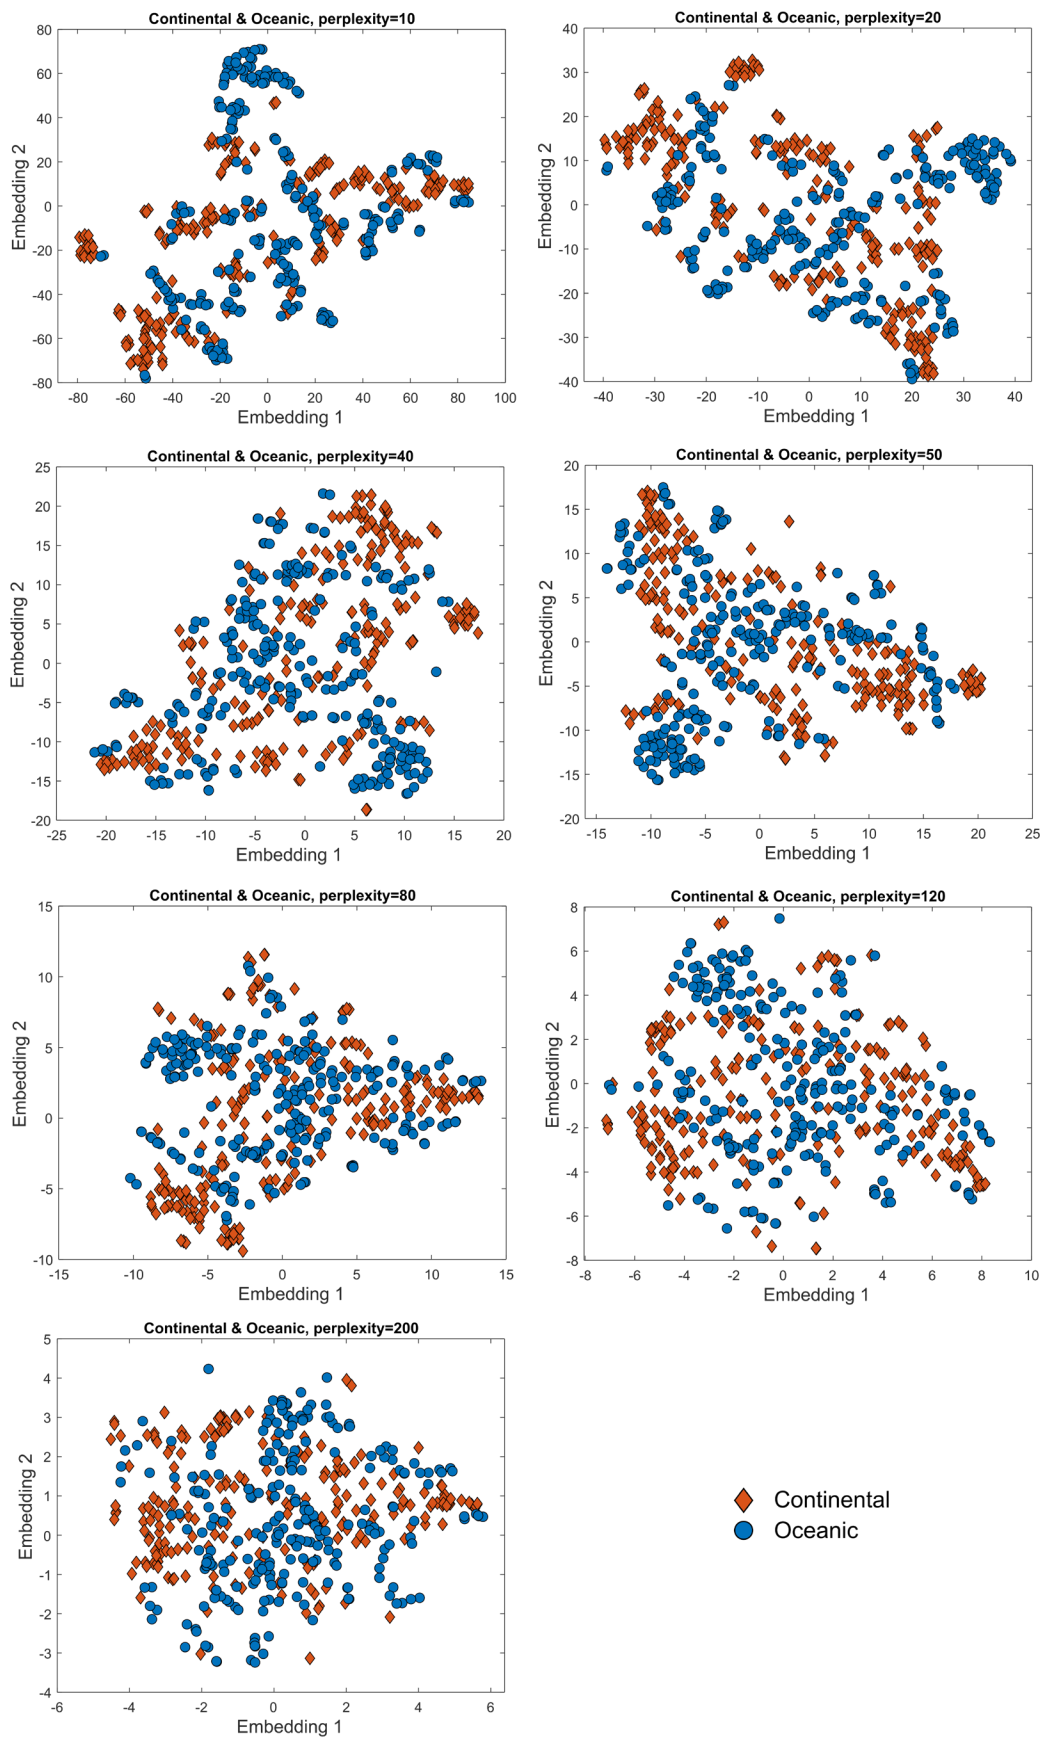 Continental & Oceanic, perplexity=10
80
60
40
20
0
-20
-40
-60
-80
-80 -60 -40 -20 0 20 40 60 80 100
Embedding 1
Embedding 2
Continental & Oceanic, perplexity=20
40
30
20
10
0
-10
-20
-30
-40
-40 -30 -20 -10 0 10 20 30 40
Embedding 1
Embedding 2
Continental & Oceanic, perplexity=40
25
20
15
10
5
0
-5
-10
-15
-20
-25 -20 -15 -10 -5 0 5 10 15 20
Embedding 1
Embedding 2
Continental & Oceanic, perplexity=50
20
15
10
5
0
-5
-10
-15
-20
-15 -10 -5 0 5 10 15 20 25
Embedding 1
Embedding 2
Continental & Oceanic, perplexity=80
15
10
5
0
-5
-10
-15 -10 -5 0 5 10 15
Embedding 1
Embedding 2
Continental & Oceanic, perplexity=120
8
6
4
2
0
-2
-4
-6
-8
-8 -6 -4 -2 0 2 4 6 8 10
Embedding 1
Embedding 2
Continental & Oceanic, perplexity=200
5
4
3
2
1
0
-1
-2
-3
-4
-6 -4 -2 0 2 4 6
Embedding 1
Embedding 2
Continental
Oceanic